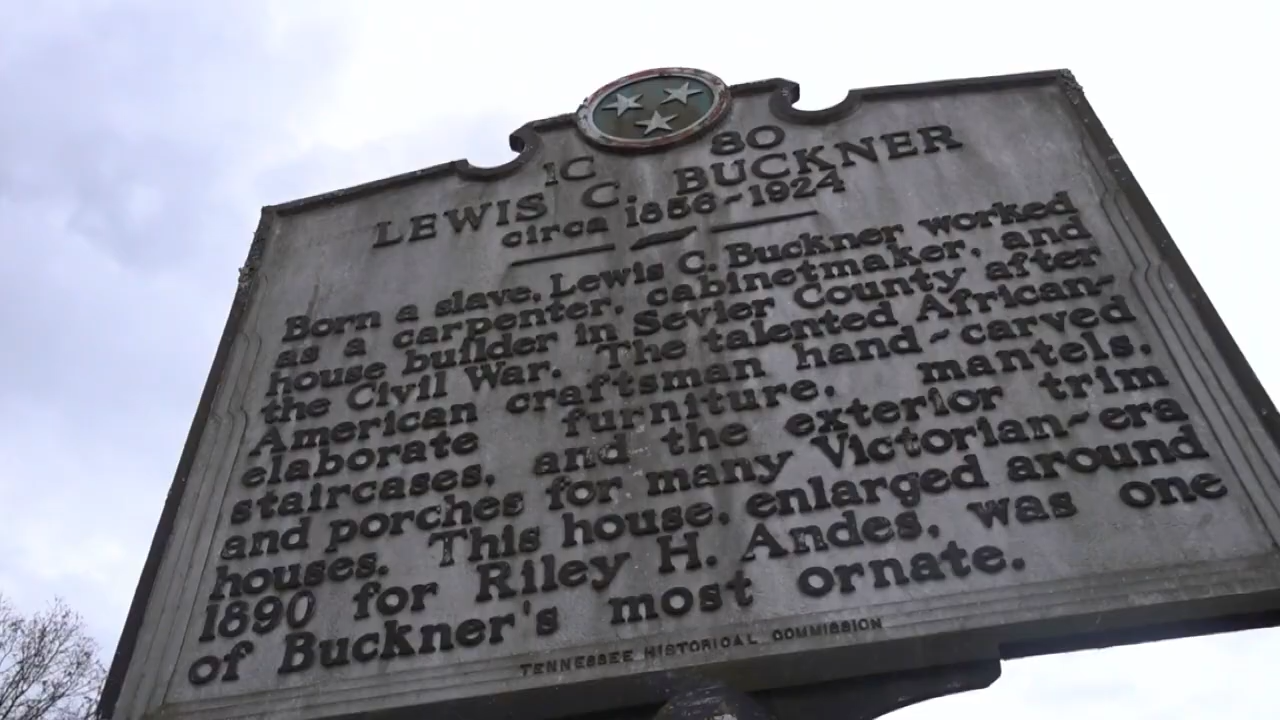 1C 80
LEWIS C. BUCKNER
circa 1856-1924
Born a slave, Lewis C. Buckner worked
as a carpenter, cabinetmaker, and
house builder in Sevier County after
the Civil War. The talented African-
American craftsman hand-carved
elaborate furniture, mantels,
staircases, and the exterior trim
and porches for many Victorian-era
houses. This house, enlarged around
1890 for Riley H. Andes, was one
of Buckner's most ornate.
TENNESSEE HISTORICAL COMMISSION